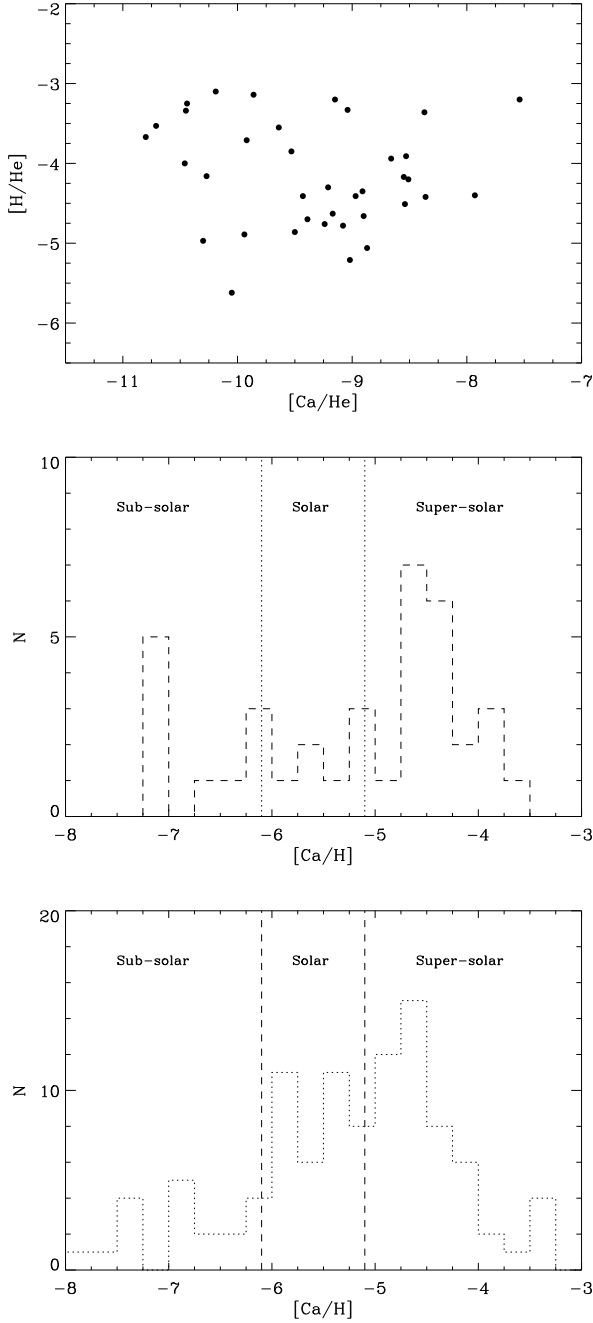 −2
−3
−4
−5
−6
[H/He]
−11 −10 −9 −8 −7
[Ca/He]
10
5
0
N
Sub−solar Solar Super−solar
−8 −7 −6 −5 −4 −3
[Ca/H]
20
10
0
N
Sub−solar Solar Super−solar
−8 −7 −6 −5 −4 −3
[Ca/H]